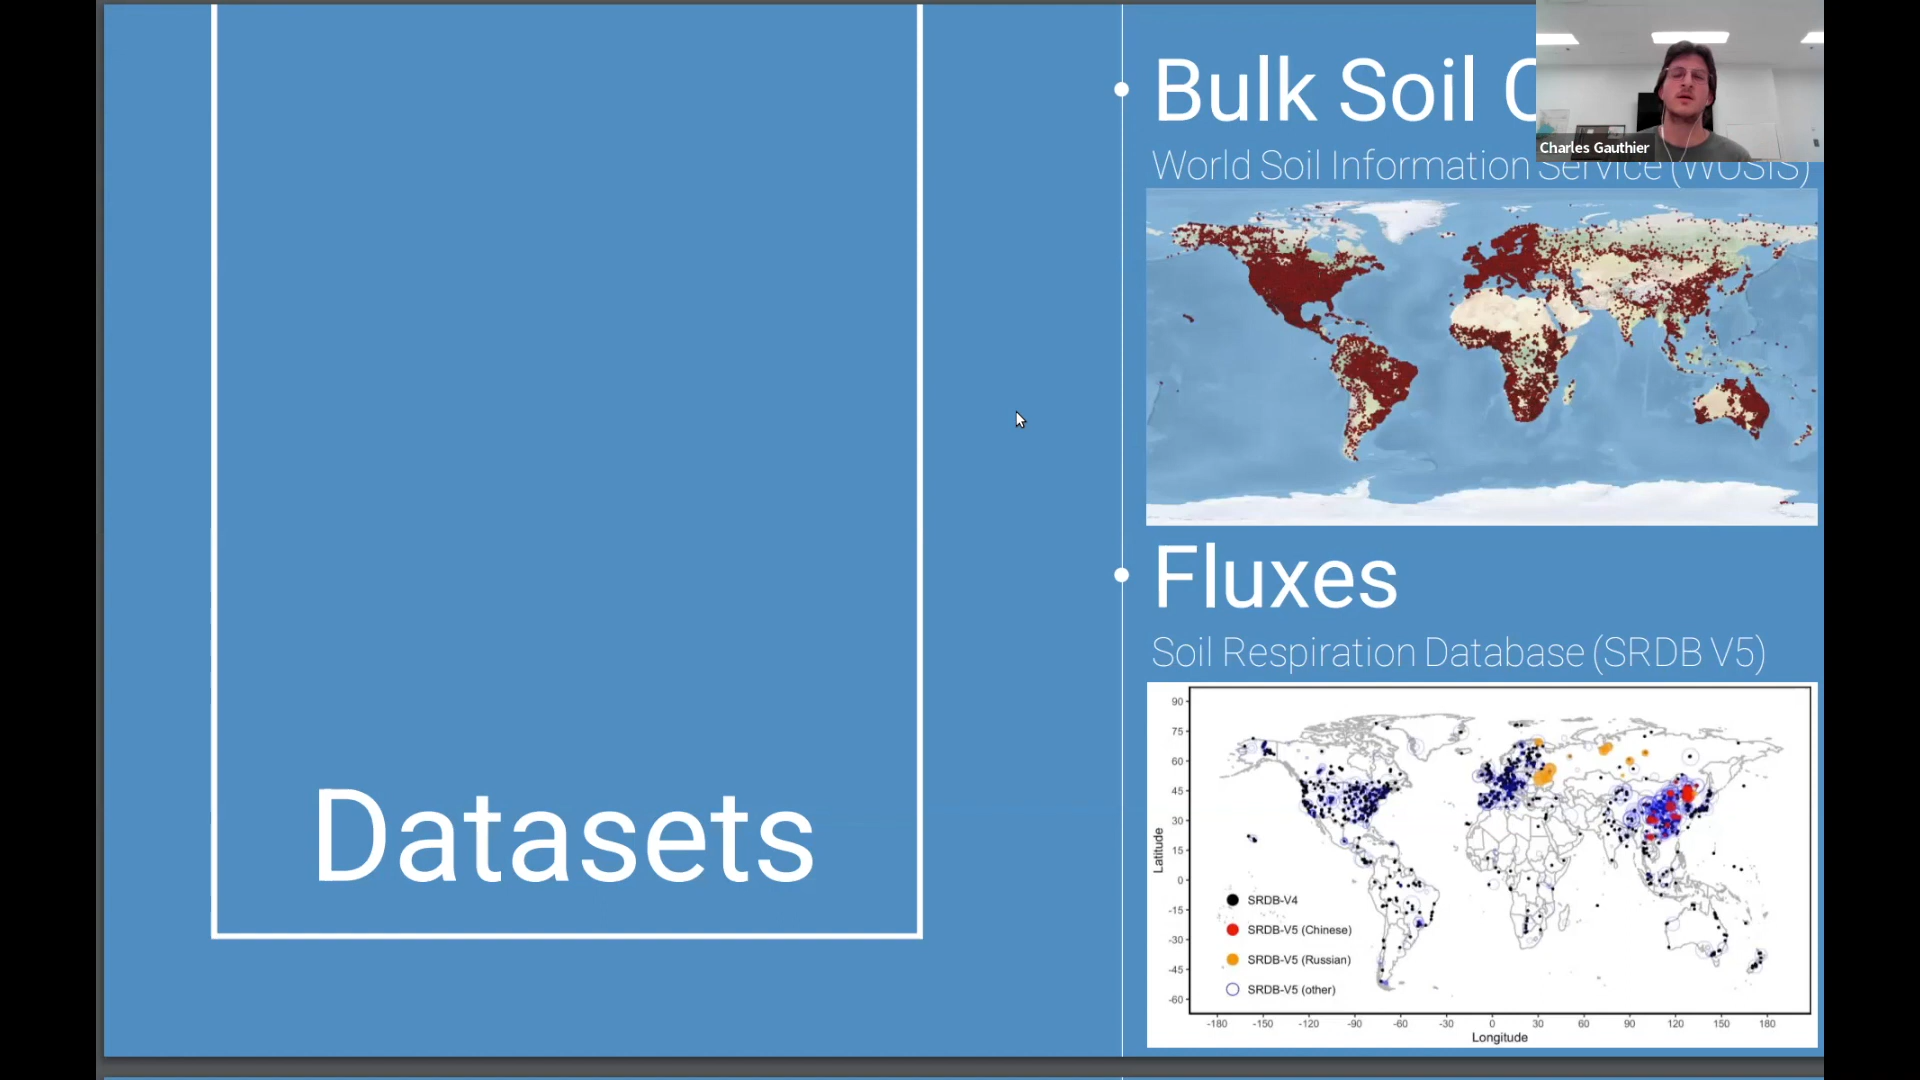 Datasets
Bulk Soil
Charles Gauthier
World Soil Information Service (WOSIS)
Fluxes
Soil Respiration Database (SRDB V5)
90
75
60
45
30
15
0
-15
-30
-45
-60
Latitude
SRDB-V4
SRDB-V5 (Chinese)
SRDB-V5 (Russian)
SRDB-V5 (other)
-180 -150 -120 -90 -60 -30 0 30 60 90 120 150 180
Longitude